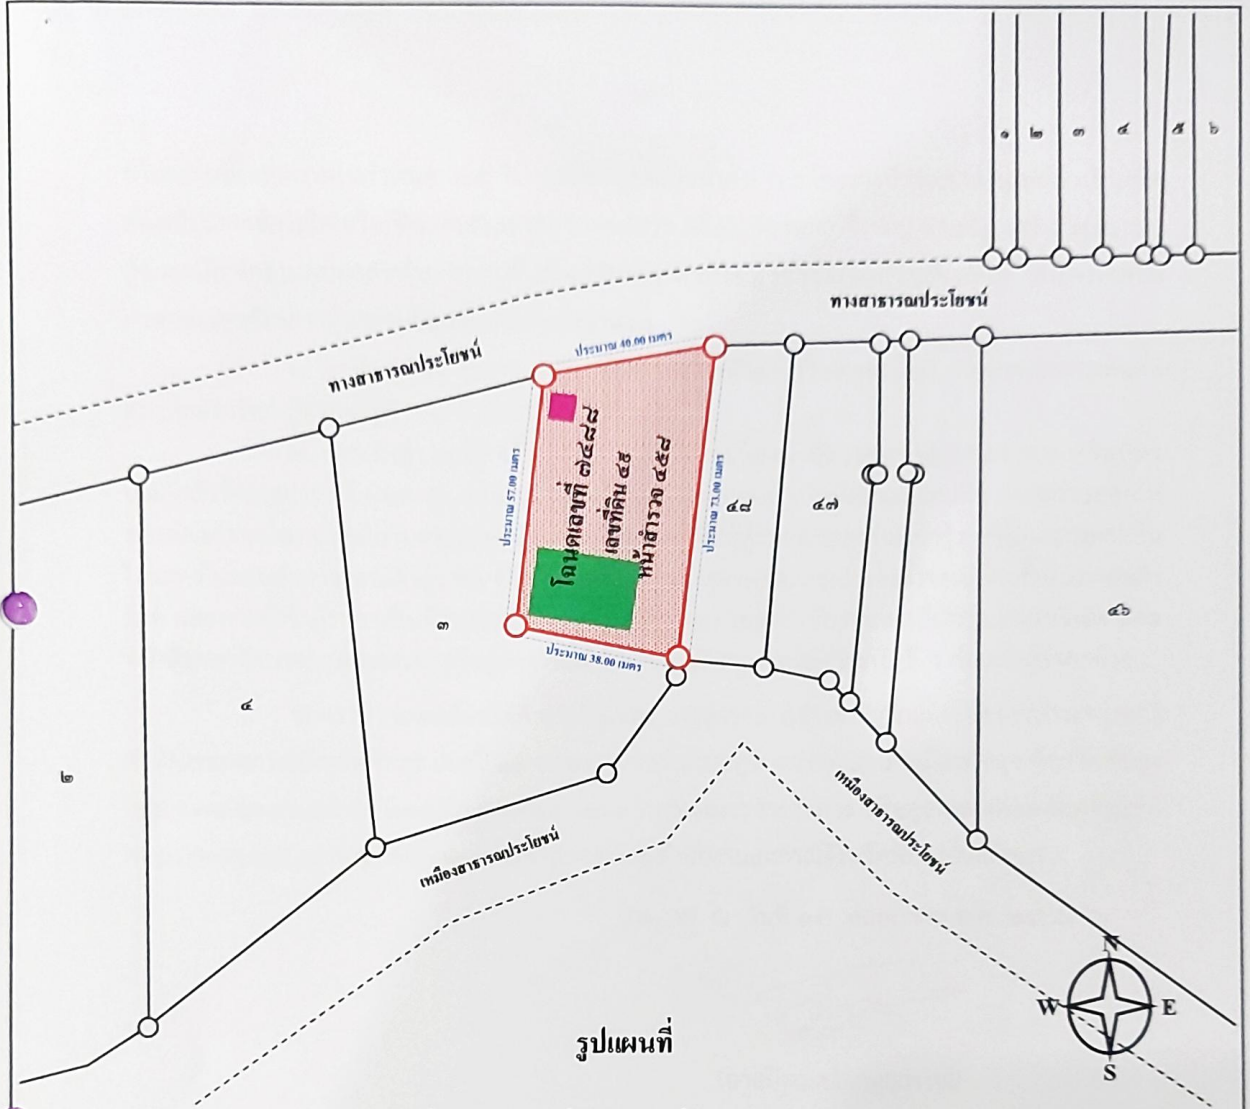 ๑ ๒ ๓ ๔ ๕ ๖
ทางสาธารณประโยชน์
ทางสาธารณประโยชน์
ประมาณ 40.00 เมตร
ประมาณ 57.00 เมตร
โฉนดเลขที่ ๗๔๘๘
เลขที่ดิน ๔๙
หน้าสำรวจ ๔๕๘
ประมาณ 73.00 เมตร
๔๘
๔๗
๔๖
๓
ประมาณ 38.00 เมตร
๔
๒
เหมืองสาธารณประโยชน์
เหมืองสาธารณประโยชน์
N
W E
S
รูปแผนที่